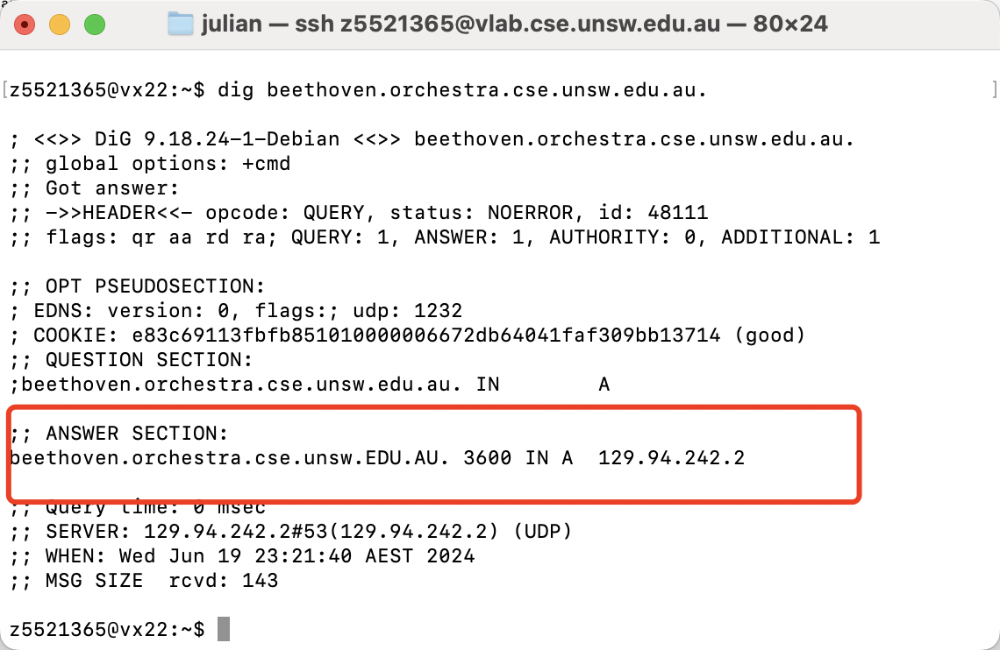 julian — ssh z5521365@vlab.cse.unsw.edu.au — 80×24
[z5521365@vx22:~$ dig beethoven.orchestra.cse.unsw.edu.au. ]
; <<>> DiG 9.18.24-1-Debian <<>> beethoven.orchestra.cse.unsw.edu.au.
;; global options: +cmd
;; Got answer:
;; ->>HEADER<<- opcode: QUERY, status: NOERROR, id: 48111
;; flags: qr aa rd ra; QUERY: 1, ANSWER: 1, AUTHORITY: 0, ADDITIONAL: 1
;; OPT PSEUDOSECTION:
; EDNS: version: 0, flags:; udp: 1232
; COOKIE: e83c69113fbfb851010000006672db64041faf309bb13714 (good)
;; QUESTION SECTION:
;beethoven.orchestra.cse.unsw.edu.au. IN A
;; ANSWER SECTION:
beethoven.orchestra.cse.unsw.EDU.AU. 3600 IN A 129.94.242.2
;; Query time: 0 msec
;; SERVER: 129.94.242.2#53(129.94.242.2) (UDP)
;; WHEN: Wed Jun 19 23:21:40 AEST 2024
;; MSG SIZE rcvd: 143
z5521365@vx22:~$